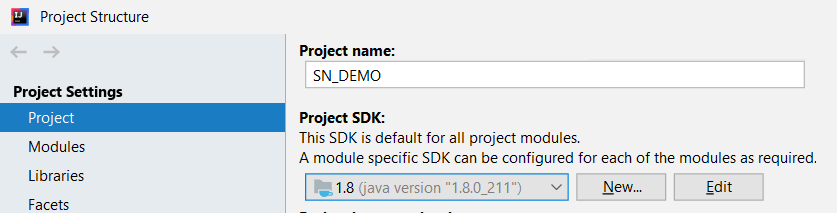 Project Structure
Project name:
SN_DEMO
Project Settings
Project
Modules
Libraries
Facets
Project SDK:
This SDK is default for all project modules.
A module specific SDK can be configured for each of the modules as required.
1.8 (java version "1.8.0_211")
New...
Edit